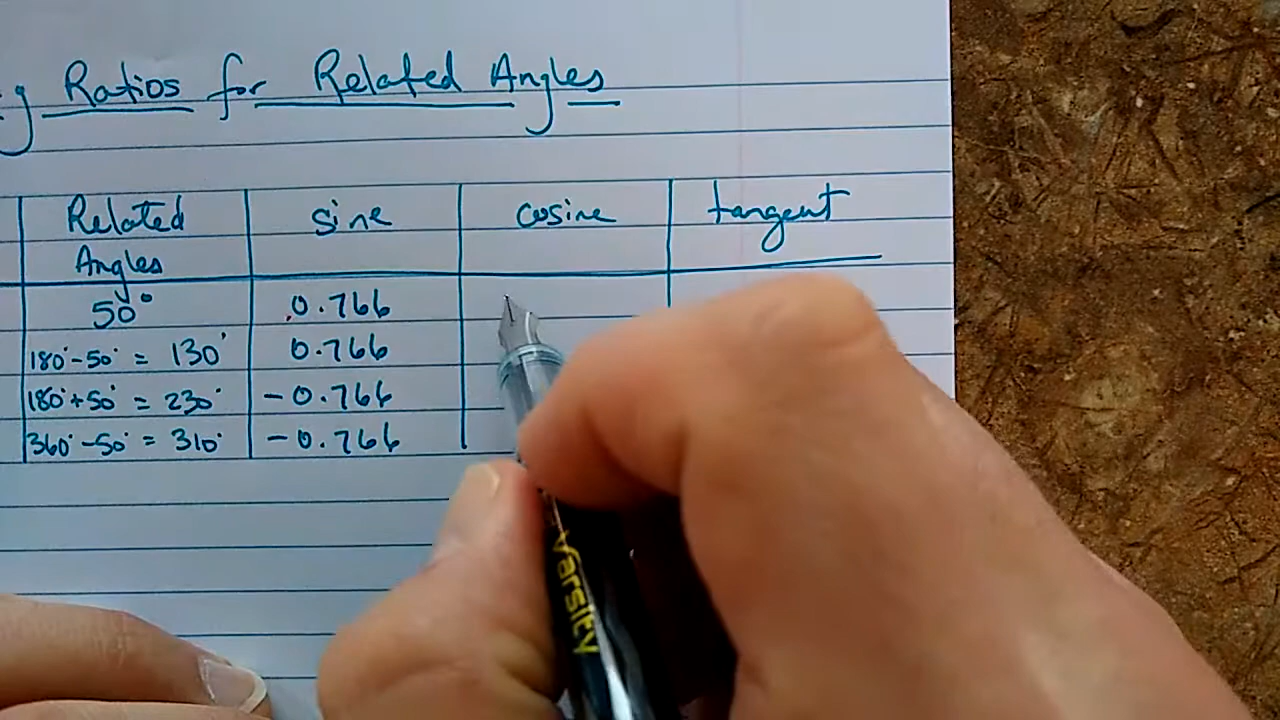 g Ratios for Related Angles
Related Angles sine cosine tangent
50° 0.766
180°-50° = 130° 0.766
180°+50° = 230° -0.766
360°-50° = 310° -0.766
Varsity